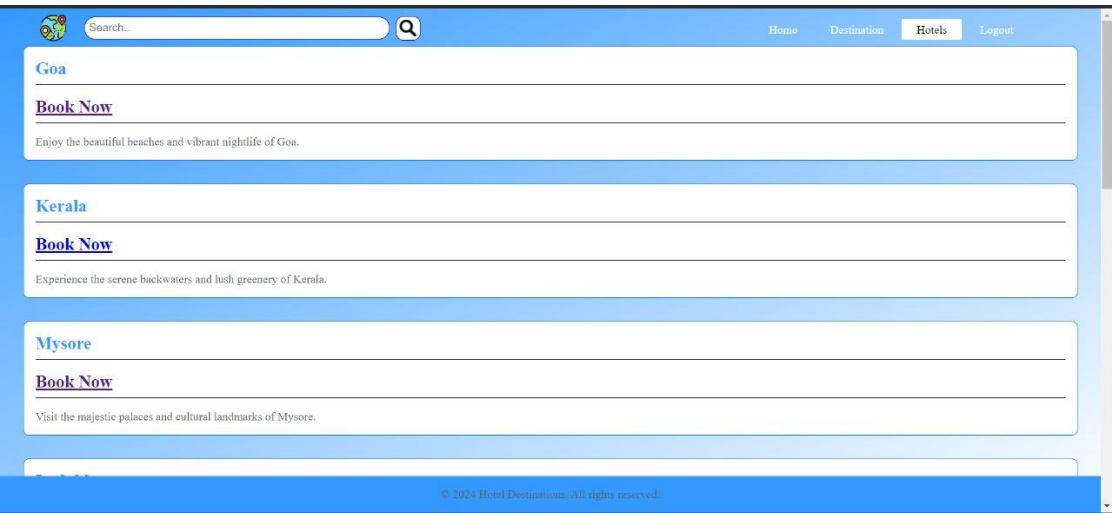 Search..
Home Destination Hotels Logout
Goa
Book Now
Enjoy the beautiful beaches and vibrant nightlife of Goa.
Kerala
Book Now
Experience the serene backwaters and lush greenery of Kerala.
Mysore
Book Now
Visit the majestic palaces and cultural landmarks of Mysore.
© 2024 Hotel Destinations. All rights reserved.